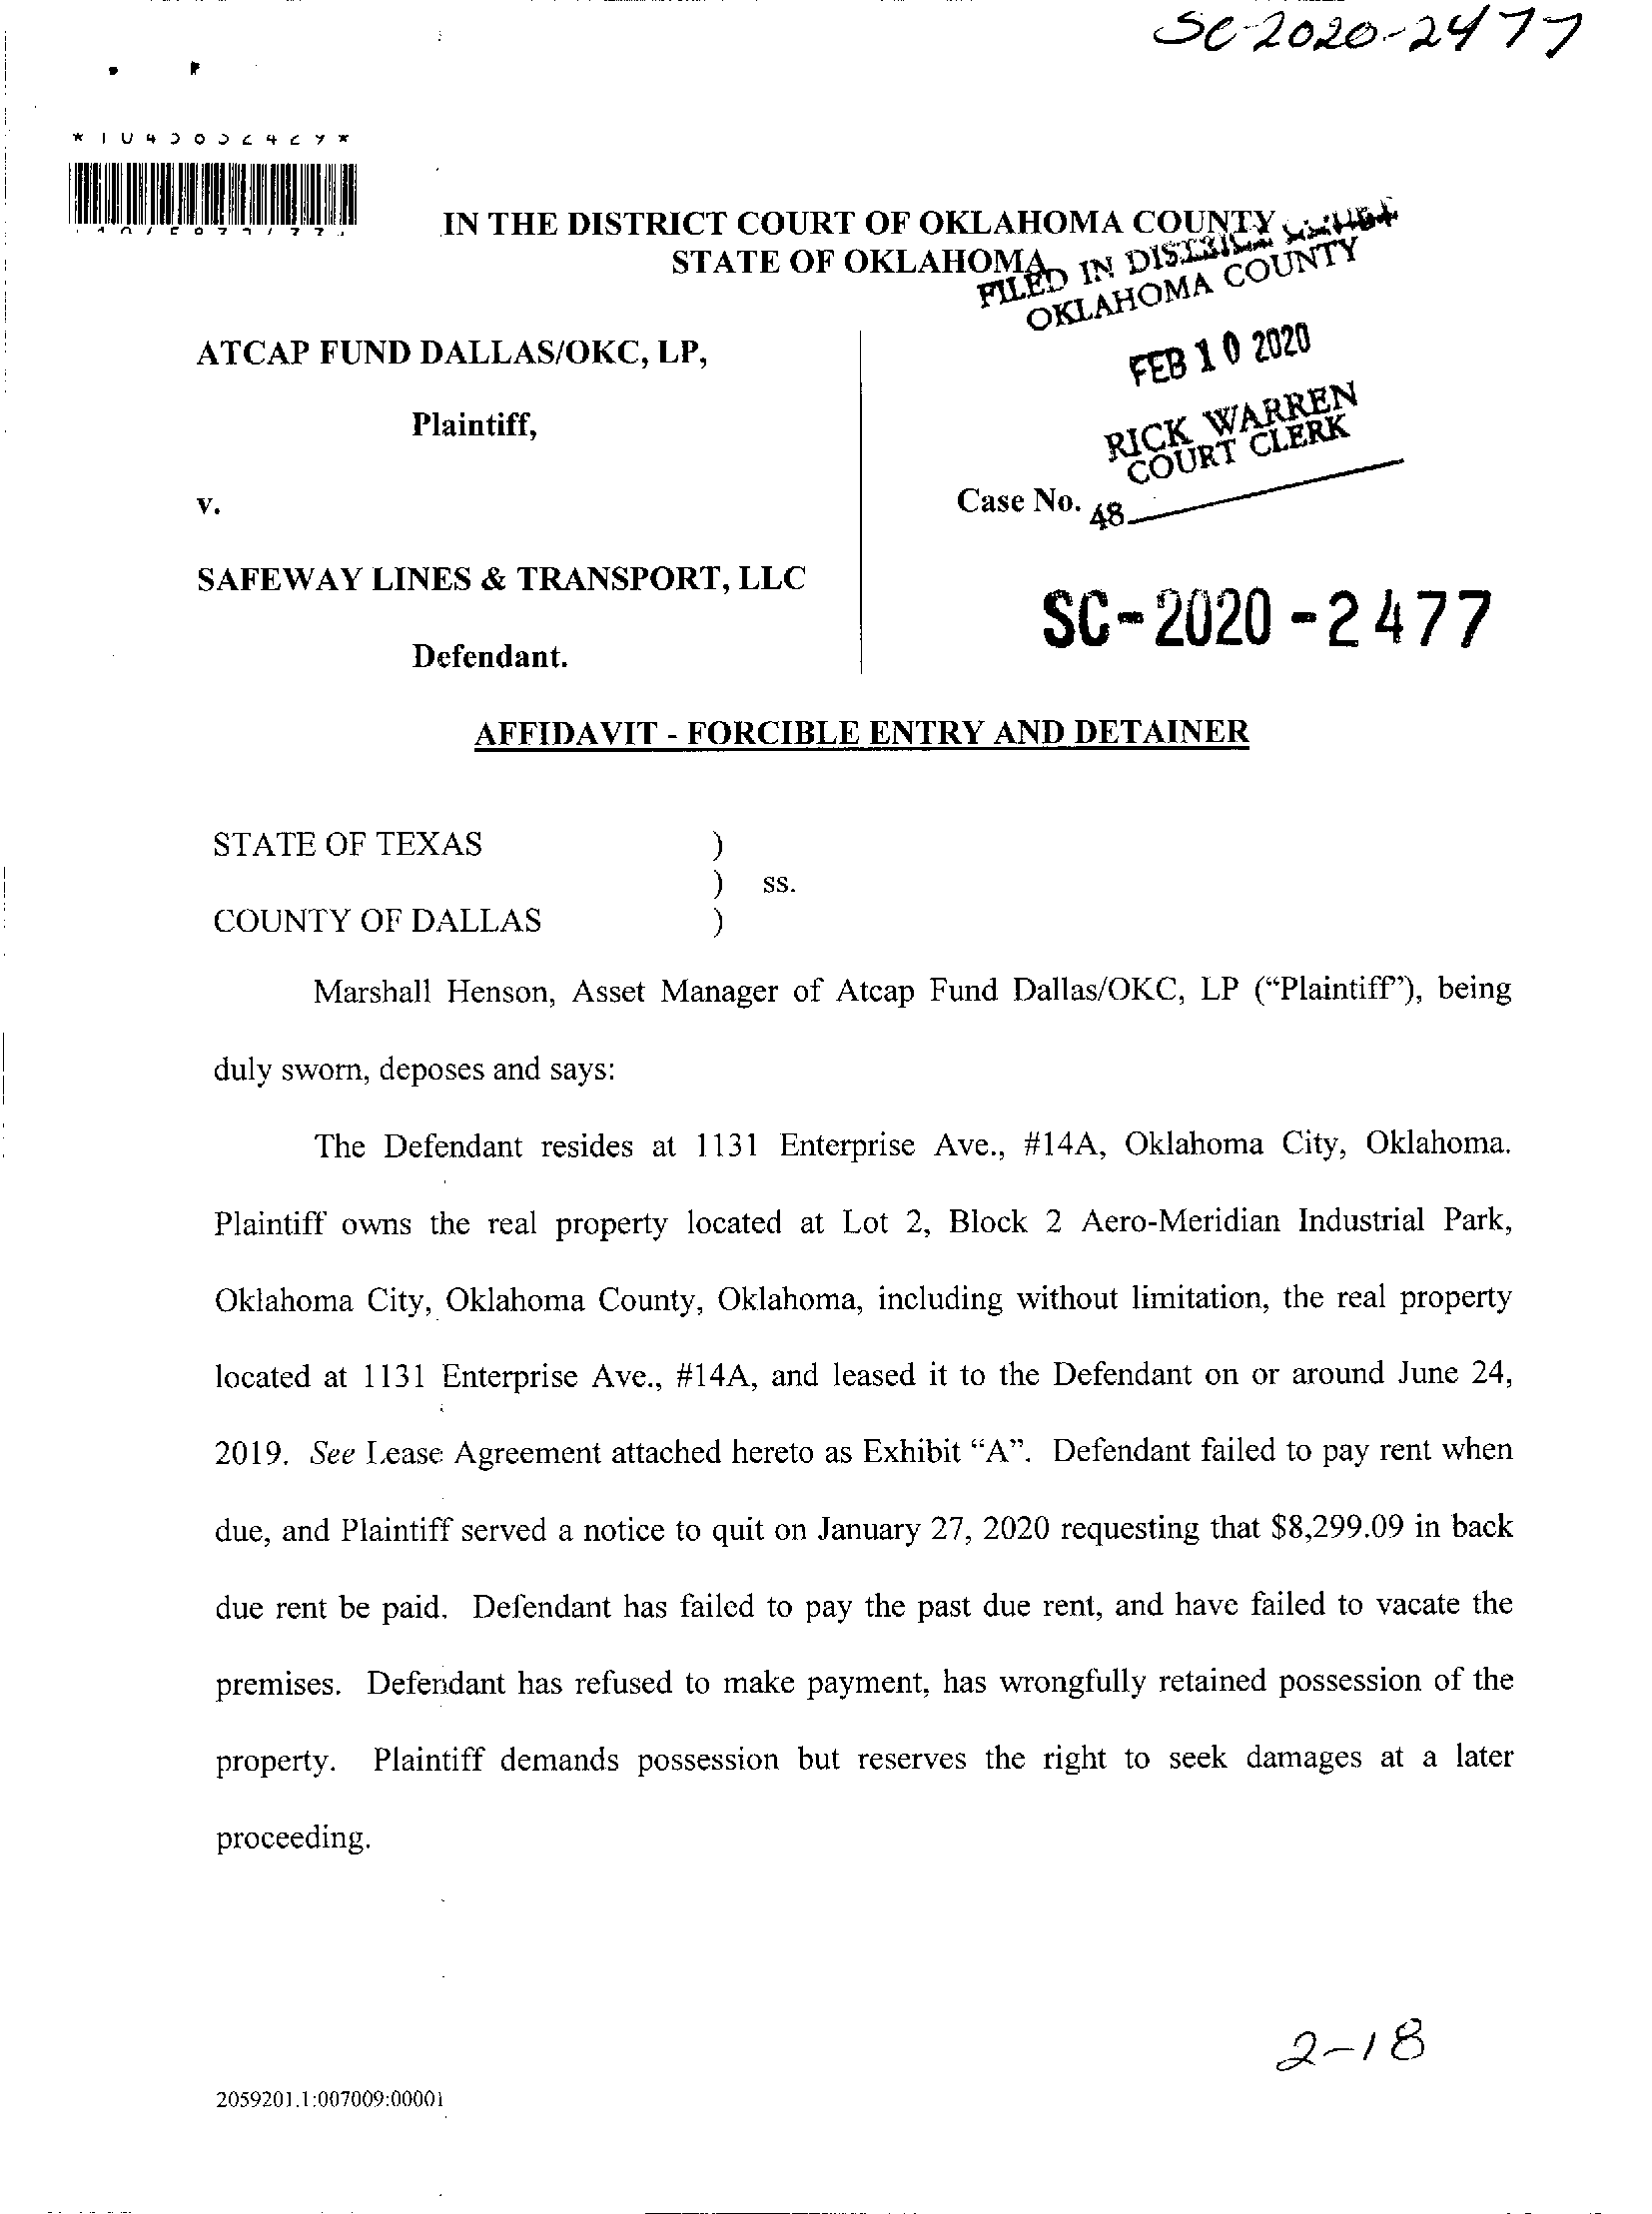 SC-2020-2477
IN THE DISTRICT COURT OF OKLAHOMA COUNTY
STATE OF OKLAHOMA
FILED IN DISTRICT COURT
OKLAHOMA COUNTY
FEB 10 2020
RICK WARREN
COURT CLERK
48
ATCAP FUND DALLAS/OKC, LP,
Plaintiff,
v.
SAFEWAY LINES & TRANSPORT, LLC
Defendant.
Case No.
SC-2020-2477
AFFIDAVIT - FORCIBLE ENTRY AND DETAINER
STATE OF TEXAS )
) ss.
COUNTY OF DALLAS )
Marshall Henson, Asset Manager of Atcap Fund Dallas/OKC, LP (“Plaintiff”), being
duly sworn, deposes and says:
The Defendant resides at 1131 Enterprise Ave., #14A, Oklahoma City, Oklahoma.
Plaintiff owns the real property located at Lot 2, Block 2 Aero-Meridian Industrial Park,
Oklahoma City, Oklahoma County, Oklahoma, including without limitation, the real property
located at 1131 Enterprise Ave., #14A, and leased it to the Defendant on or around June 24,
2019. See Lease Agreement attached hereto as Exhibit “A”. Defendant failed to pay rent when
due, and Plaintiff served a notice to quit on January 27, 2020 requesting that $8,299.09 in back
due rent be paid. Defendant has failed to pay the past due rent, and have failed to vacate the
premises. Defendant has refused to make payment, has wrongfully retained possession of the
property. Plaintiff demands possession but reserves the right to seek damages at a later
proceeding.
2-18
2059201.1:007009:00001